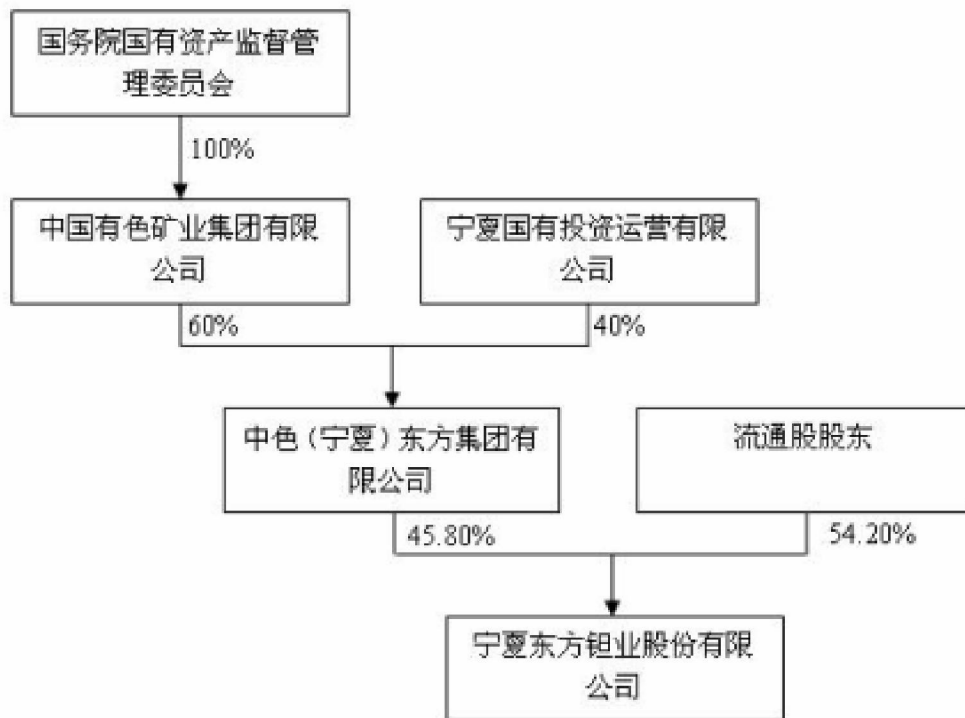 国务院国有资产监督管
理委员会
100%
中国有色矿业集团有限
公司
宁夏国有投资运营有限
公司
60%
40%
中色（宁夏）东方集团有
限公司
流通股股东
45.80%
54.20%
宁夏东方钽业股份有限
公司